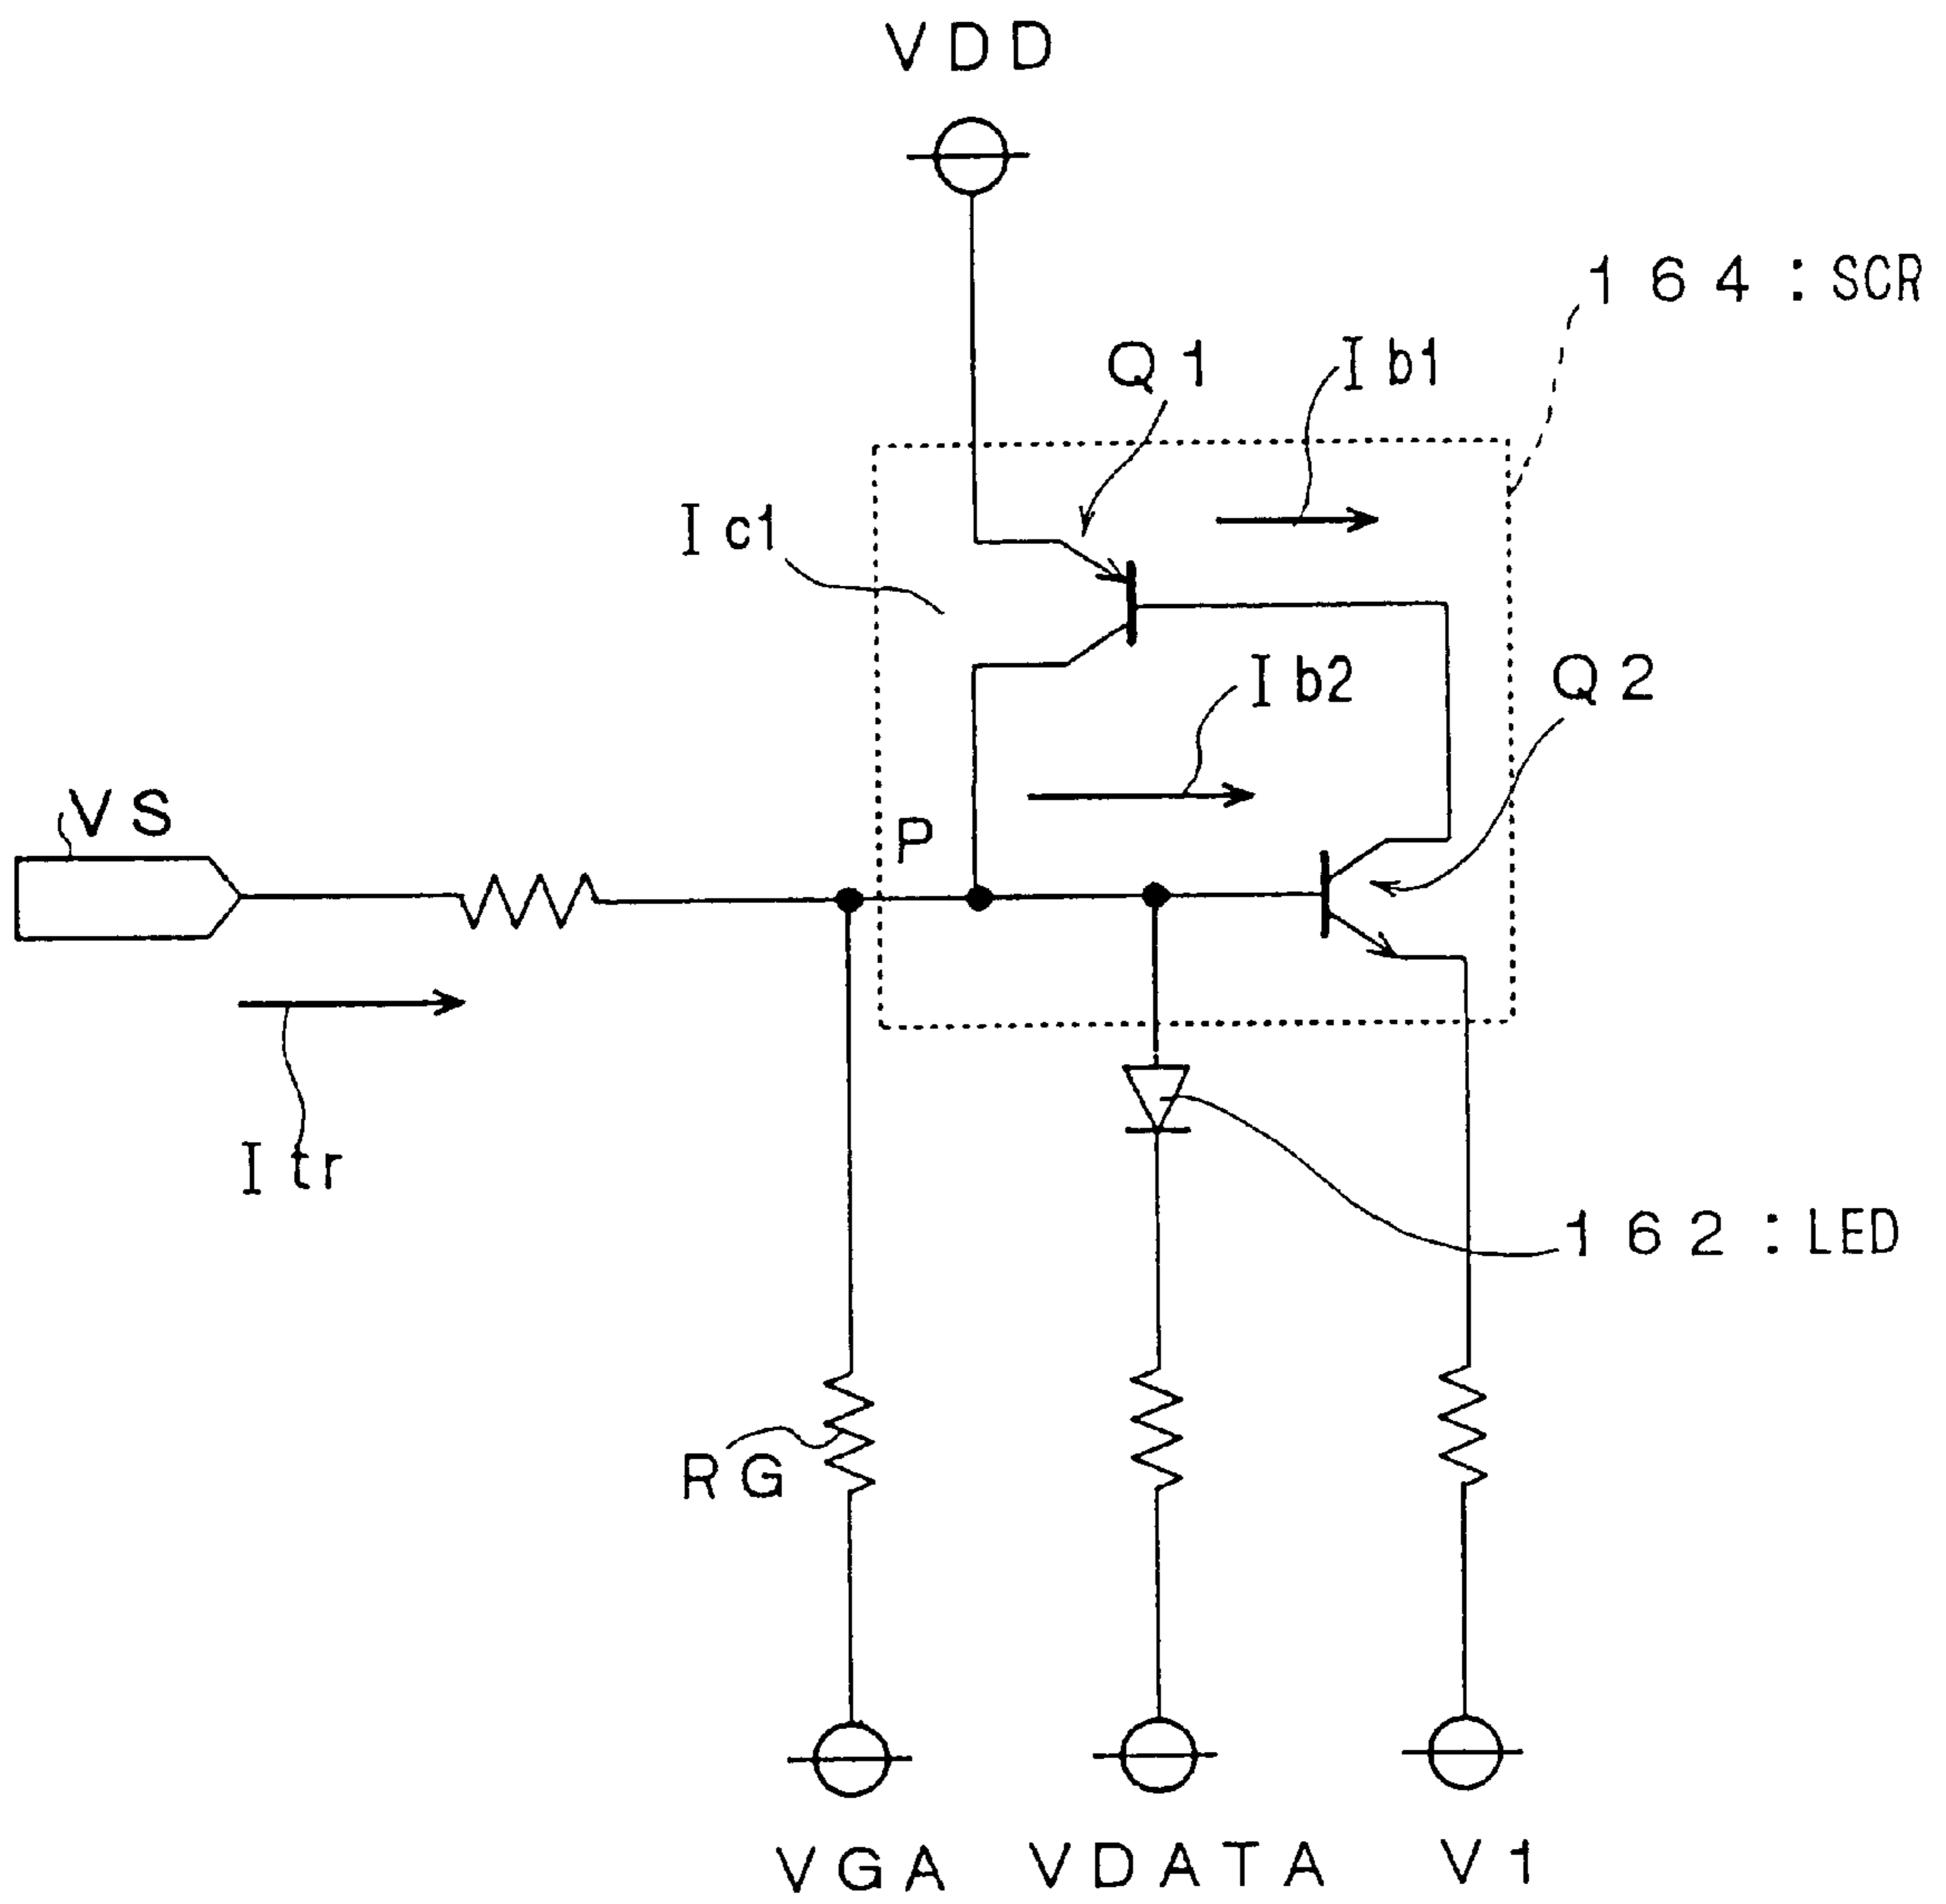 VDD
164:SCR
Q1
Ib1
Ic1
Ib2
Q2
VS
P
Itr
162:LED
RG
VGA
VDATA
V1